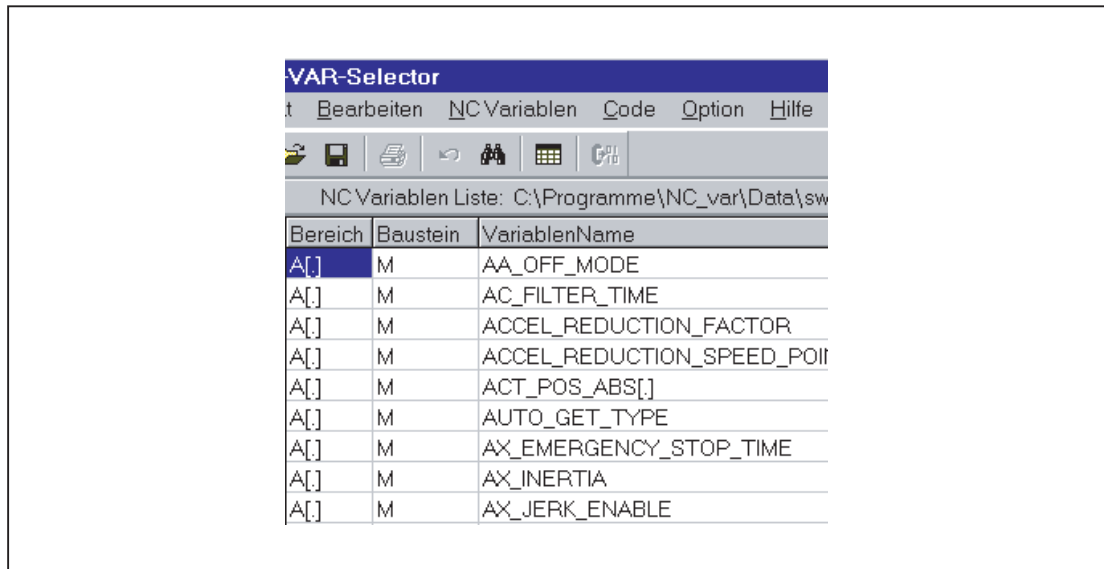 -VAR-Selector
t Bearbeiten NC Variablen Code Option Hilfe
NC Variablen Liste: C:\Programme\NC_var\Data\sw
Bereich Baustein VariablenName
A[.] M AA_OFF_MODE
A[.] M AC_FILTER_TIME
A[.] M ACCEL_REDUCTION_FACTOR
A[.] M ACCEL_REDUCTION_SPEED_POI
A[.] M ACT_POS_ABS[.]
A[.] M AUTO_GET_TYPE
A[.] M AX_EMERGENCY_STOP_TIME
A[.] M AX_INERTIA
A[.] M AX_JERK_ENABLE